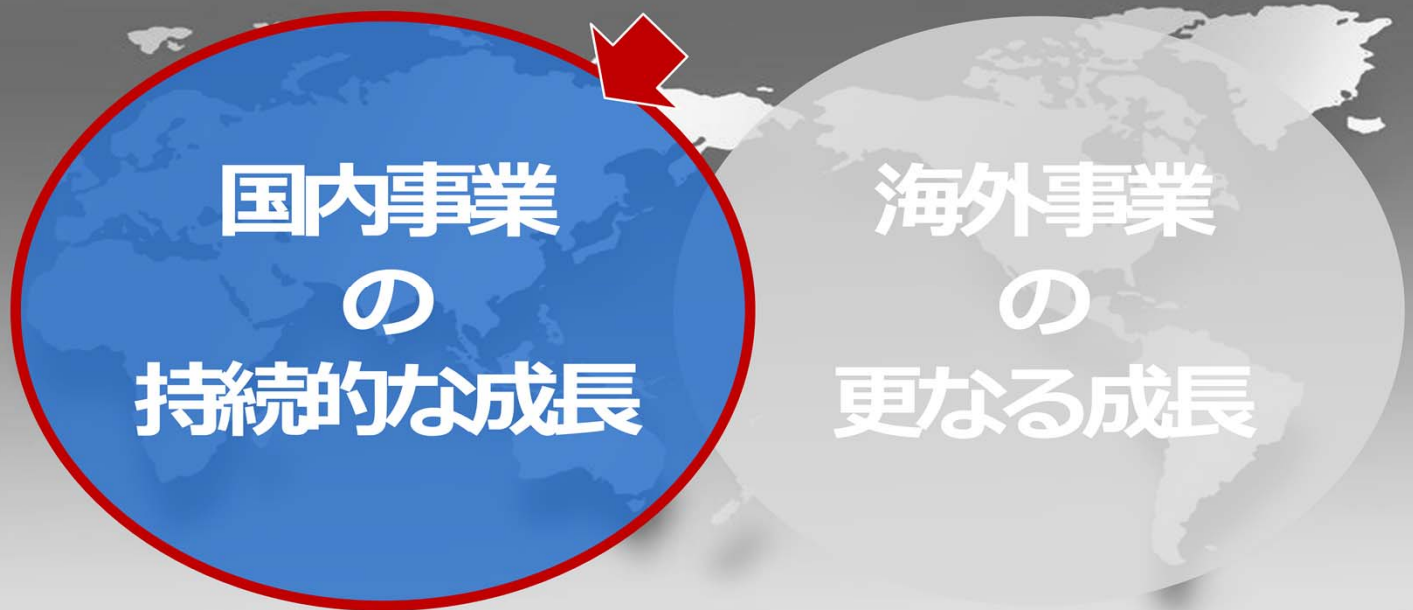 国内事業
の
持続的な成長
海外事業
の
更なる成長